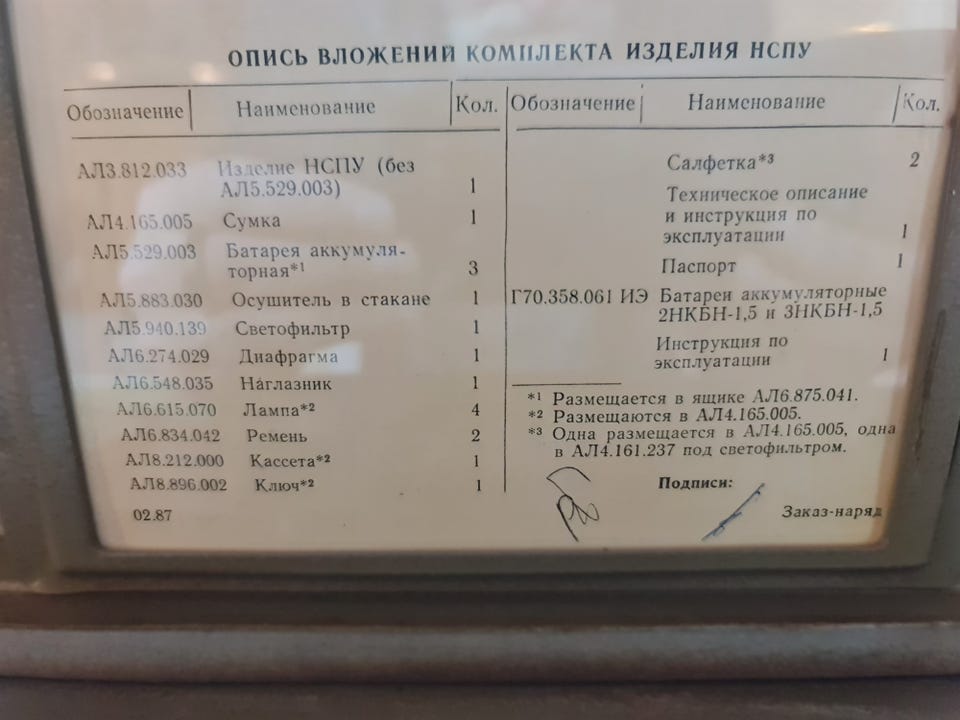 ОПИСЬ ВЛОЖЕНИЙ КОМПЛЕКТА ИЗДЕЛИЯ НСПУ
Обозначение Наименование Кол.
АЛ3.812.033 Изделие НСПУ (без
АЛ5.529.003) 1
АЛ4.165.005 Сумка 1
АЛ5.529.003 Батарея аккумуля-
торная*1 3
АЛ5.883.030 Осушитель в стакане 1
АЛ5.940.139 Светофильтр 1
АЛ6.274.029 Диафрагма 1
АЛ6.548.035 Наглазник 1
АЛ6.615.070 Лампа*2 4
АЛ6.834.042 Ремень 2
АЛ8.212.000 Кассета*2 1
АЛ8.896.002 Ключ*2 1
02.87
Обозначение Наименование Кол.
Салфетка*3 2
Техническое описание
и инструкция по
эксплуатации 1
Паспорт 1
Г70.358.061 ИЭ Батареи аккумуляторные
2НКБН-1,5 и 3НКБН-1,5
Инструкция по
эксплуатации 1
*1 Размещается в ящике АЛ6.875.041.
*2 Размещаются в АЛ4.165.005.
*3 Одна размещается в АЛ4.165.005, одна
в АЛ4.161.237 под светофильтром.
Подписи:
Заказ-наряд